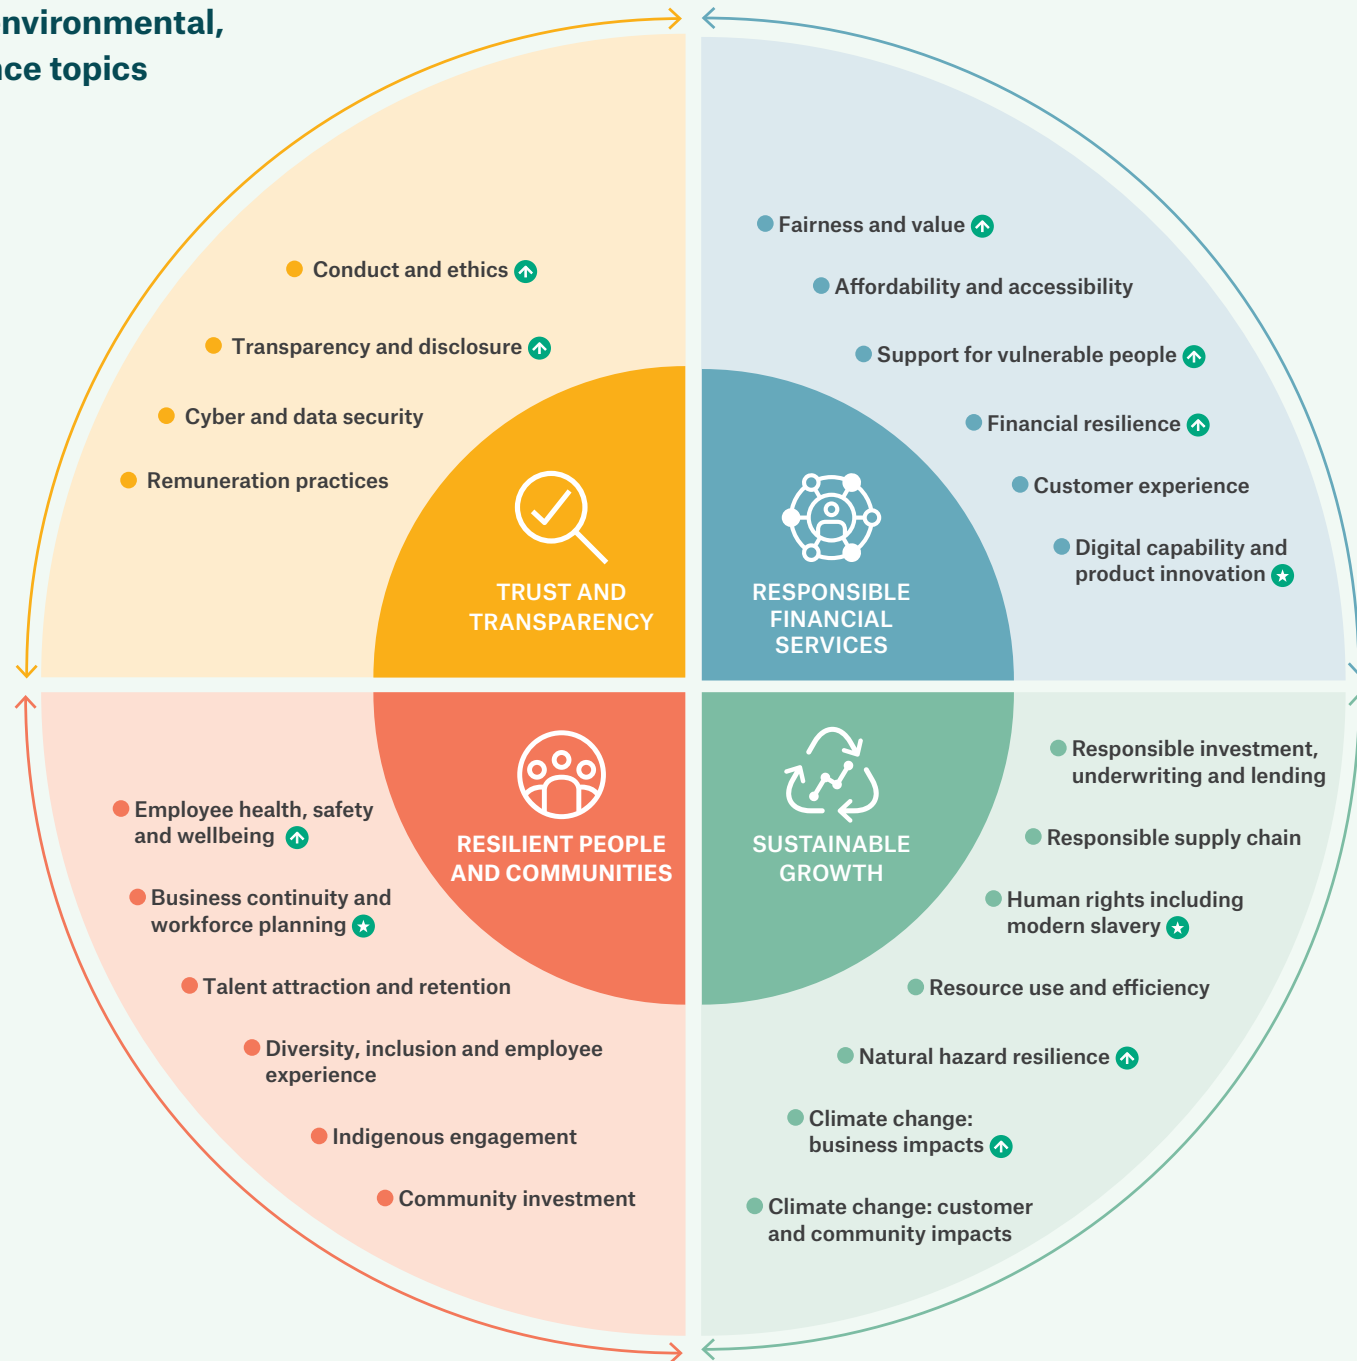 environmental,
nce topics
Conduct and ethics
Transparency and disclosure
Cyber and data security
Remuneration practices
TRUST AND
TRANSPARENCY
Fairness and value
Affordability and accessibility
Support for vulnerable people
Financial resilience
Customer experience
Digital capability and
product innovation
RESPONSIBLE
FINANCIAL
SERVICES
Employee health, safety
and wellbeing
Business continuity and
workforce planning
Talent attraction and retention
Diversity, inclusion and employee
experience
Indigenous engagement
Community investment
RESILIENT PEOPLE
AND COMMUNITIES
SUSTAINABLE
GROWTH
Responsible investment,
underwriting and lending
Responsible supply chain
Human rights including
modern slavery
Resource use and efficiency
Natural hazard resilience
Climate change:
business impacts
Climate change: customer
and community impacts